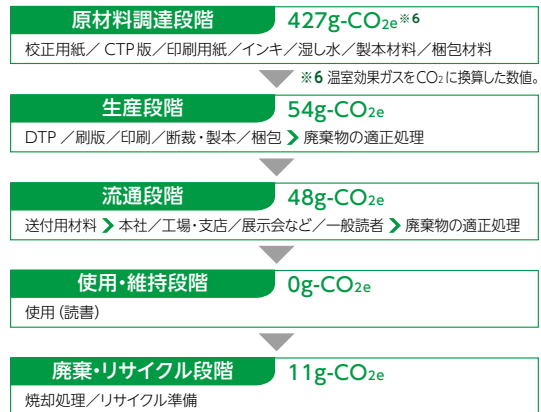 原材料調達段階 427g-CO2e※6
校正用紙／CTP版／印刷用紙／インキ／湿し水／製本材料／梱包材料
※6 温室効果ガスをCO2に換算した数値。
生産段階 54g-CO2e
DTP／刷版／印刷／断裁・製本／梱包 ❯ 廃棄物の適正処理
流通段階 48g-CO2e
送付用材料 ❯ 本社／工場・支店／展示会など／一般読者 ❯ 廃棄物の適正処理
使用・維持段階 0g-CO2e
使用（読書）
廃棄・リサイクル段階 11g-CO2e
焼却処理／リサイクル準備